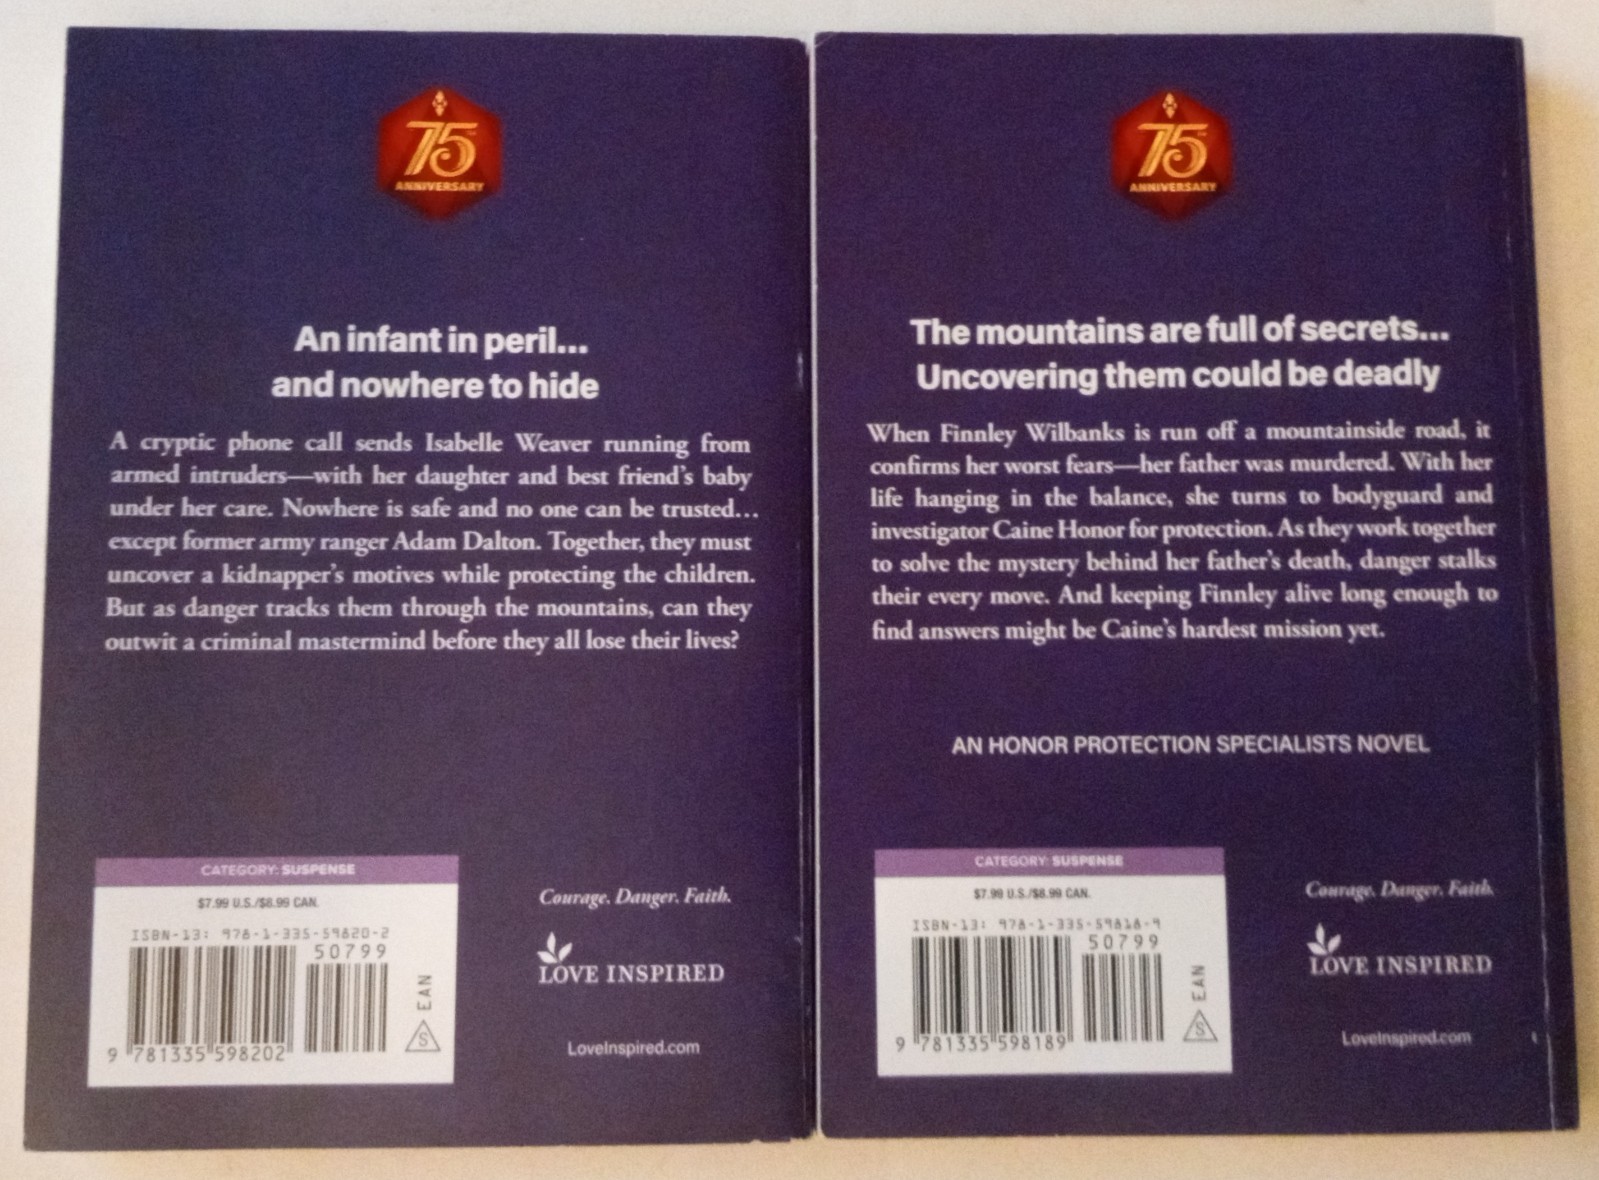 75
ANNIVERSARY
An infant in peril...
and nowhere to hide
A cryptic phone call sends Isabelle Weaver running from
armed intruders—with her daughter and best friend's baby
under her care. Nowhere is safe and no one can be trusted...
except former army ranger Adam Dalton. Together, they must
uncover a kidnapper's motives while protecting the children.
But as danger tracks them through the mountains, can they
outwit a criminal mastermind before they all lose their lives?
CATEGORY: SUSPENSE
$7.99 U.S./$8.99 CAN.
ISBN-13: 978-1-335-59820-2
50799
9 781335 598202
EAN
S
Courage. Danger. Faith.
LOVE INSPIRED
LoveInspired.com
75
ANNIVERSARY
The mountains are full of secrets...
Uncovering them could be deadly
When Finnley Wilbanks is run off a mountainside road, it
confirms her worst fears—her father was murdered. With her
life hanging in the balance, she turns to bodyguard and
investigator Caine Honor for protection. As they work together
to solve the mystery behind her father's death, danger stalks
their every move. And keeping Finnley alive long enough to
find answers might be Caine's hardest mission yet.
AN HONOR PROTECTION SPECIALISTS NOVEL
CATEGORY: SUSPENSE
$7.99 U.S./$8.99 CAN.
ISBN-13: 978-1-335-59818-9
50799
9 781335 598189
EAN
S
Courage. Danger. Faith.
LOVE INSPIRED
LoveInspired.com